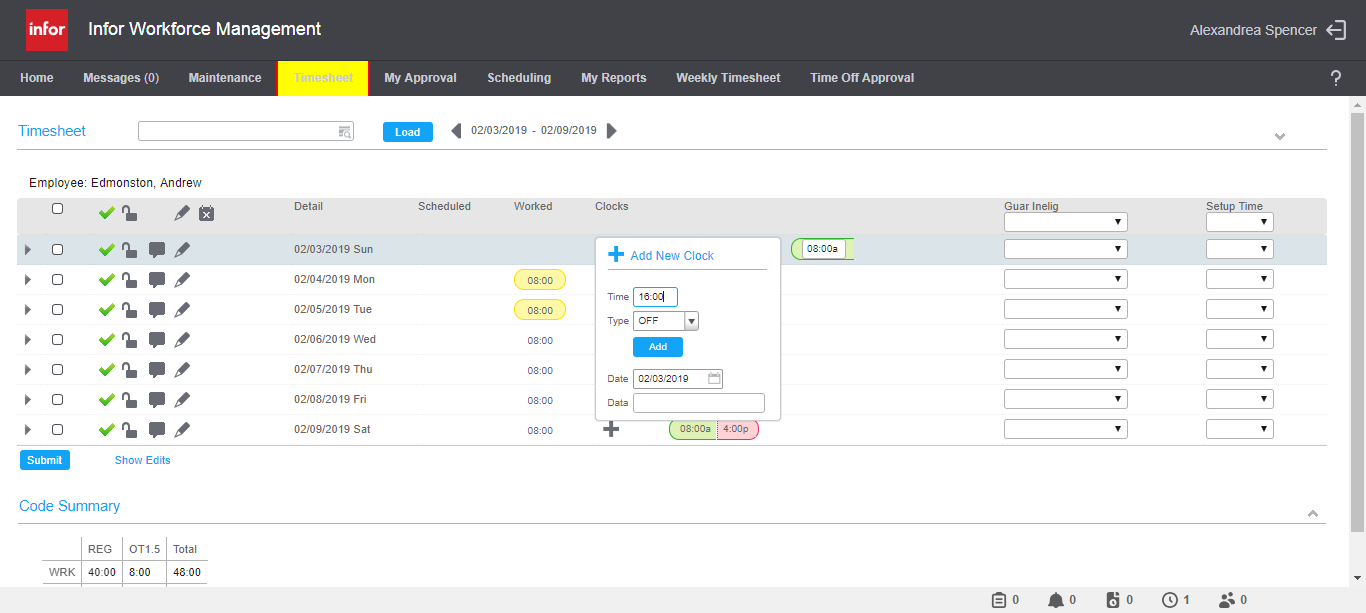 infor Infor Workforce Management Alexandrea Spencer
Home Messages (0) Maintenance Timesheet My Approval Scheduling My Reports Weekly Timesheet Time Off Approval ?
Timesheet Load 02/03/2019 - 02/09/2019
Employee: Edmonston, Andrew
Detail Scheduled Worked Clocks Guar Inelig Setup Time
02/03/2019 Sun 08:00a
Add New Clock
02/04/2019 Mon 08:00
Time 16:00
02/05/2019 Tue 08:00
Type OFF
02/06/2019 Wed 08:00
Add
02/07/2019 Thu 08:00
Date 02/03/2019
02/08/2019 Fri 08:00
Data
02/09/2019 Sat 08:00 08:00a 4:00p
Submit Show Edits
Code Summary
REG OT1.5 Total
WRK 40:00 8:00 48:00
0 0 0 1 0